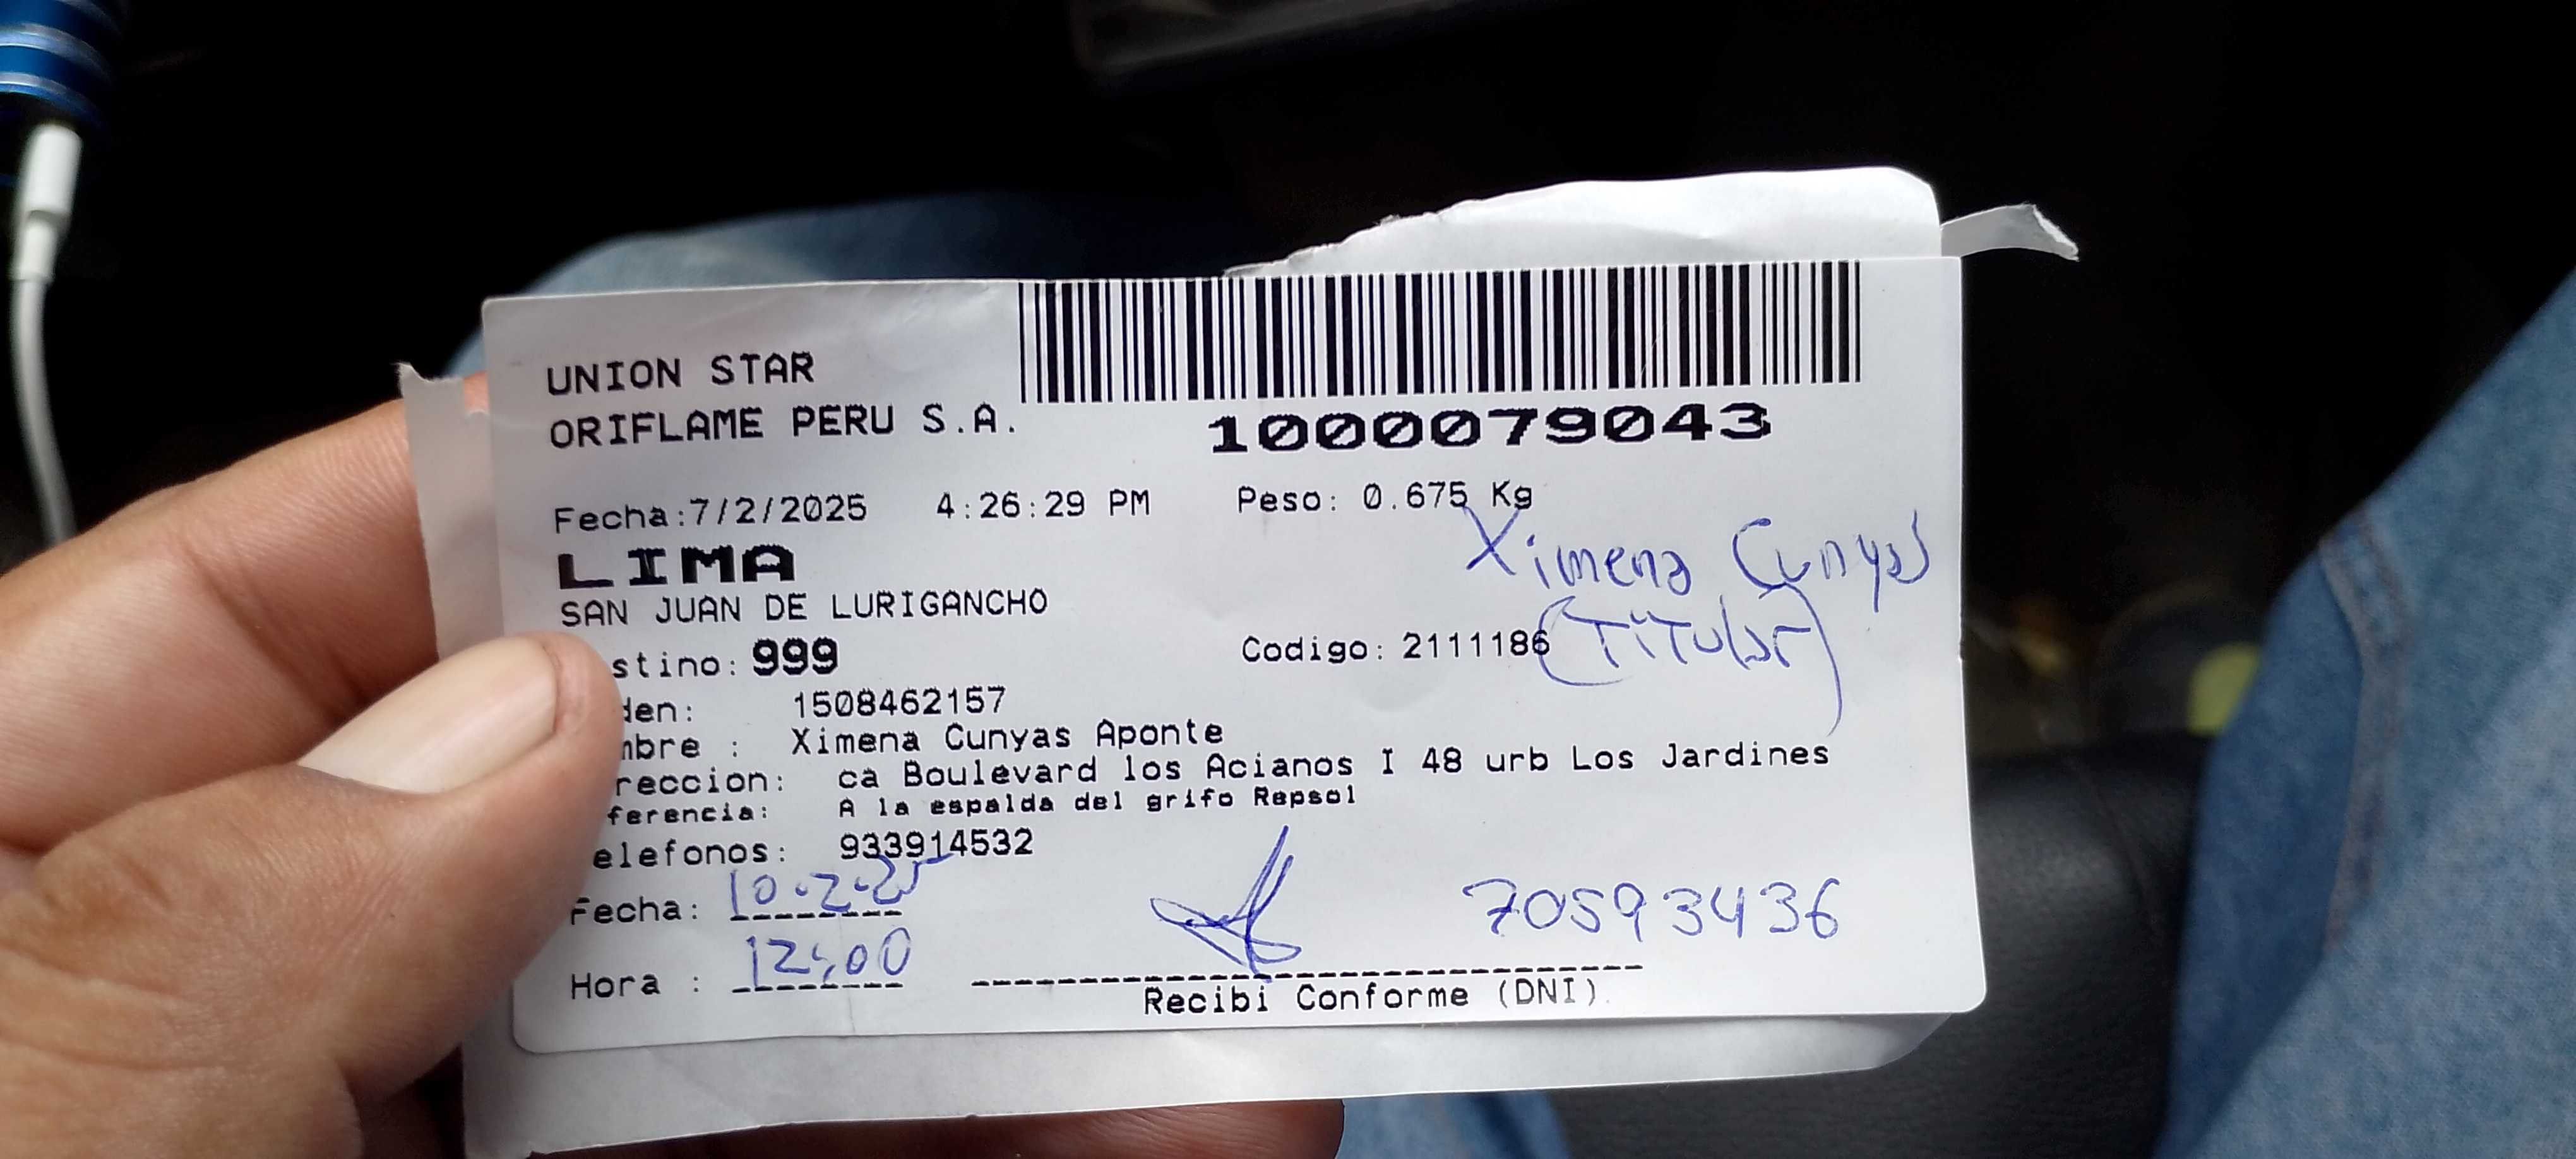 UNION STAR
ORIFLAME PERU S.A.
1000079043
Fecha:7/2/2025 4:26:29 PM Peso: 0.675 Kg
LIMA
Ximena Cunyas
SAN JUAN DE LURIGANCHO
(Titular)
stino: 999 Codigo: 2111186
den: 1508462157
mbre : Ximena Cunyas Aponte
reccion: ca Boulevard los Acianos I 48 urb Los Jardines
ferencia: A la espalda del grifo Repsol
elefonos: 933914532
Fecha: 10-2-25
70593436
Hora : 12:00
Recibi Conforme (DNI)